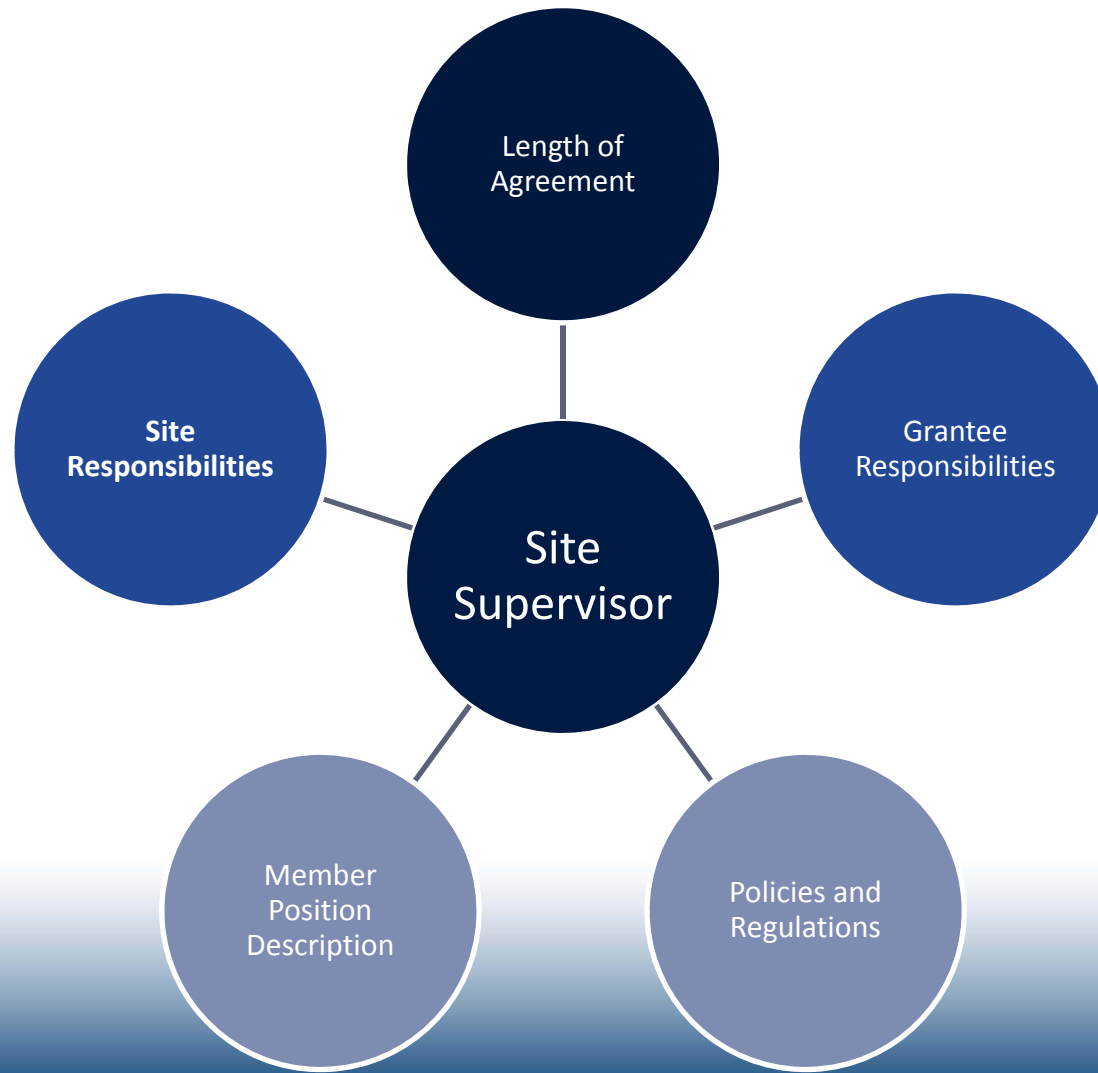 Length of
Agreement
Site
Responsibilities
Grantee
Responsibilities
Site
Supervisor
Member
Position
Description
Policies and
Regulations